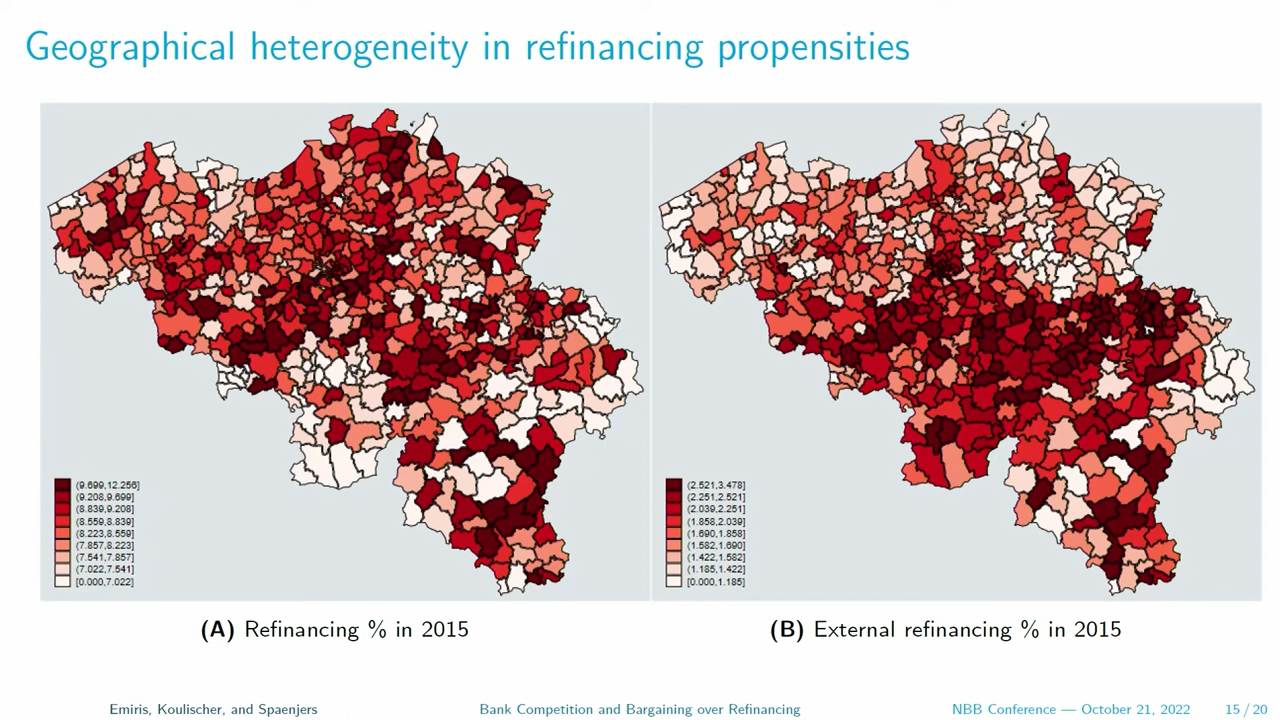 Geographical heterogeneity in refinancing propensities
(9.699,12.256]
(9.208,9.699]
(8.839,9.208]
(8.559,8.839]
(8.223,8.559]
(7.857,8.223]
(7.541,7.857]
(7.022,7.541]
[0.000,7.022]
(2.521,3.478]
(2.251,2.521]
(2.039,2.251]
(1.858,2.039]
(1.690,1.858]
(1.582,1.690]
(1.422,1.582]
(1.185,1.422]
[0.000,1.185]
(A) Refinancing % in 2015
(B) External refinancing % in 2015
Emiris, Koulischer, and Spaenjers
Bank Competition and Bargaining over Refinancing
NBB Conference — October 21, 2022
15 / 20